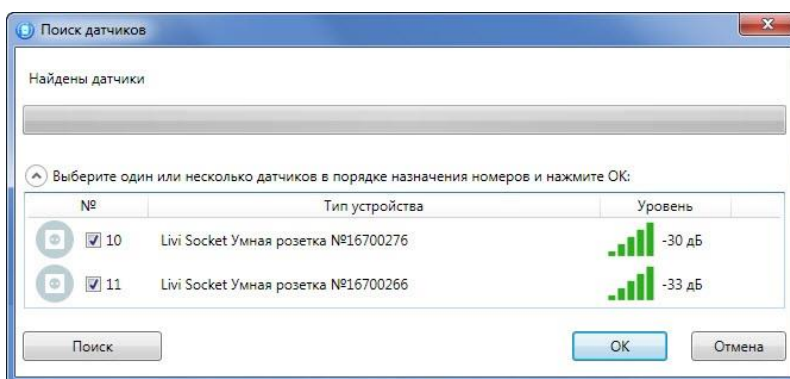 Поиск датчиков
Найдены датчики
Выберите один или несколько датчиков в порядке назначения номеров и нажмите ОК:
№ Тип устройства Уровень
10 Livi Socket Умная розетка №16700276 -30 дБ
11 Livi Socket Умная розетка №16700266 -33 дБ
Поиск OK Отмена